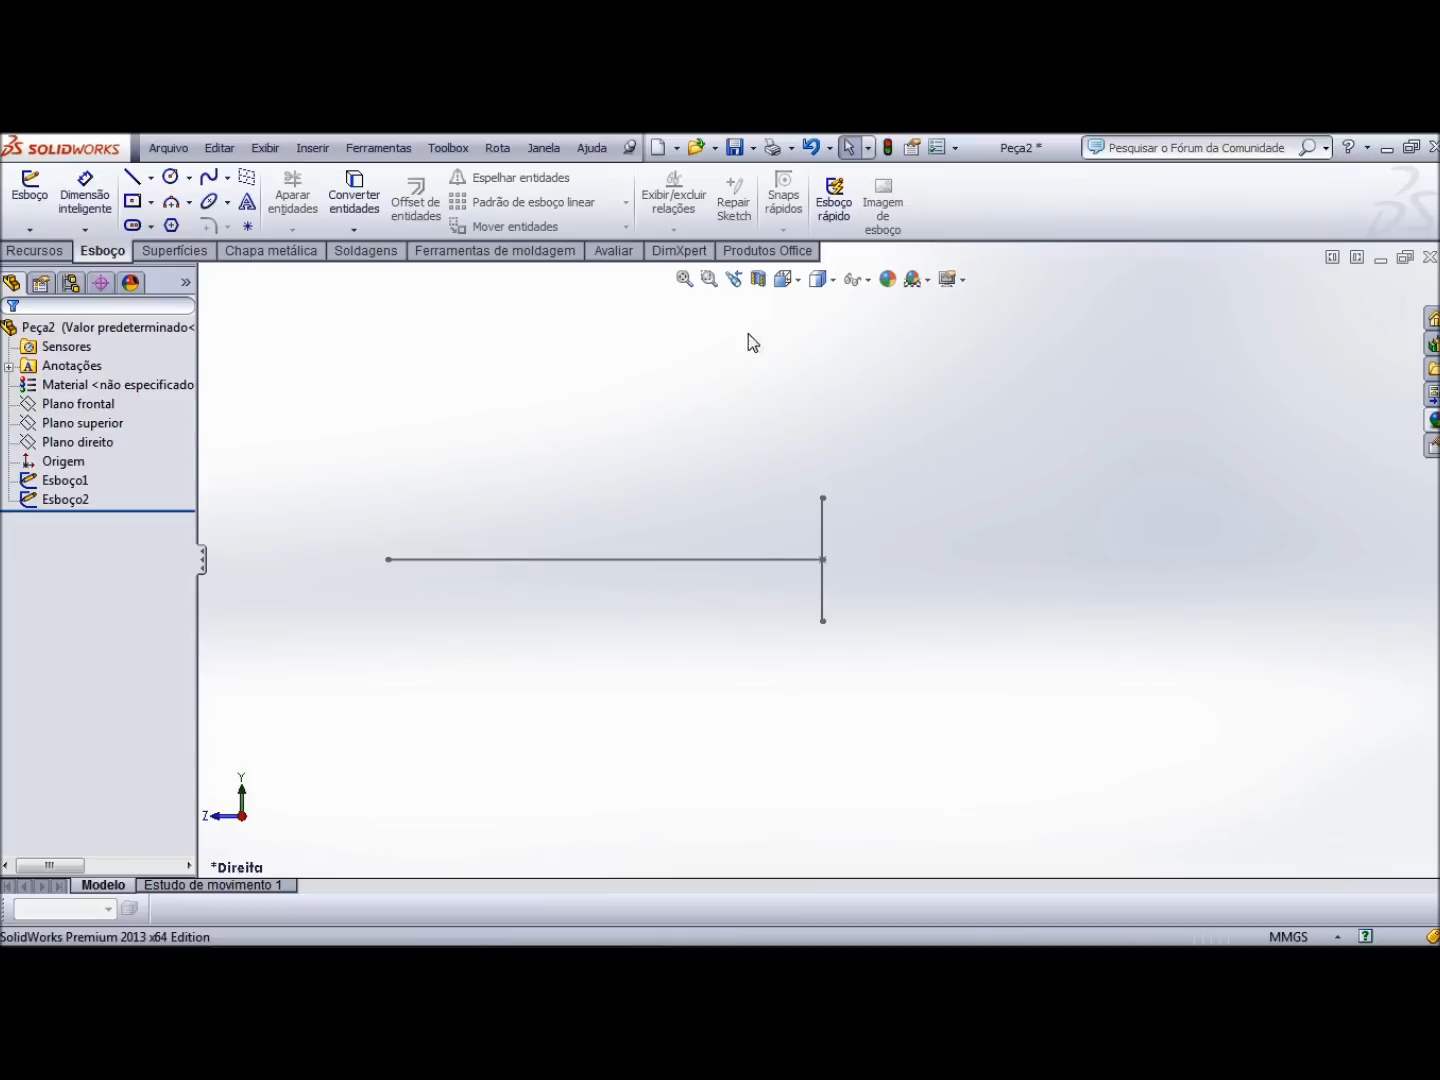 SOLIDWORKS Arquivo Editar Exibir Inserir Ferramentas Toolbox Rota Janela Ajuda Peça2 * Pesquisar o Fórum da Comunidade
Esboço
Dimensão inteligente
Aparar entidades
Converter entidades
Offset de entidades
Espelhar entidades
Padrão de esboço linear
Mover entidades
Exibir/excluir relações
Repair Sketch
Snaps rápidos
Esboço rápido
Imagem de esboço
Recursos Esboço Superfícies Chapa metálica Soldagens Ferramentas de moldagem Avaliar DimXpert Produtos Office
Peça2 (Valor predeterminado<
Sensores
Anotações
Material <não especificado
Plano frontal
Plano superior
Plano direito
Origem
Esboço1
Esboço2
Y
Z
*Direita
Modelo Estudo de movimento 1
SolidWorks Premium 2013 x64 Edition MMGS